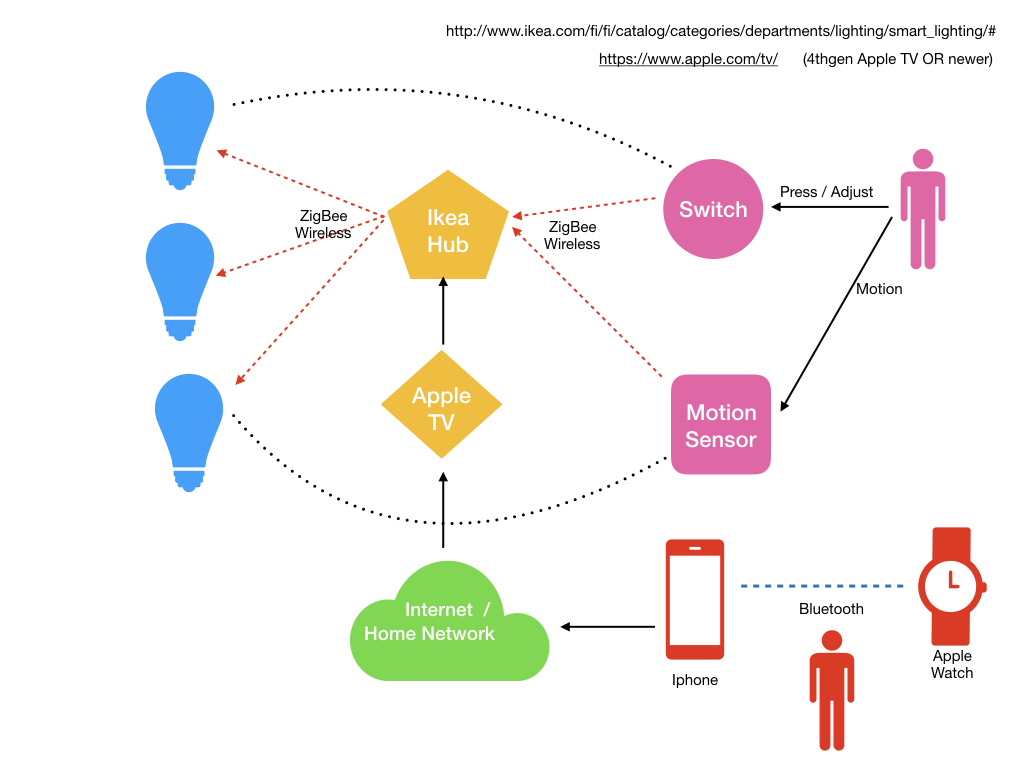 http://www.ikea.com/fi/fi/catalog/categories/departments/lighting/smart_lighting/#
https://www.apple.com/tv/ (4thgen Apple TV OR newer)
Press / Adjust
Switch
Ikea
Hub
ZigBee
Wireless
ZigBee
Wireless
Motion
Apple
TV
Motion
Sensor
Internet /
Home Network
Bluetooth
Iphone
Apple
Watch